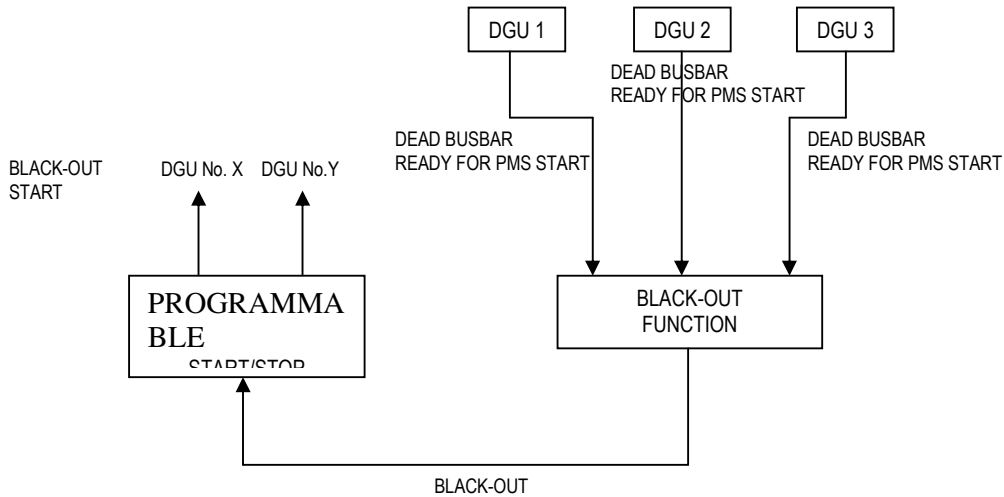 DGU 1
DGU 2
DGU 3
DEAD BUSBAR
READY FOR PMS START
DEAD BUSBAR
READY FOR PMS START
DEAD BUSBAR
READY FOR PMS START
BLACK-OUT
START
DGU No. X
DGU No.Y
PROGRAMMA
BLE
START/STOP
BLACK-OUT
FUNCTION
BLACK-OUT